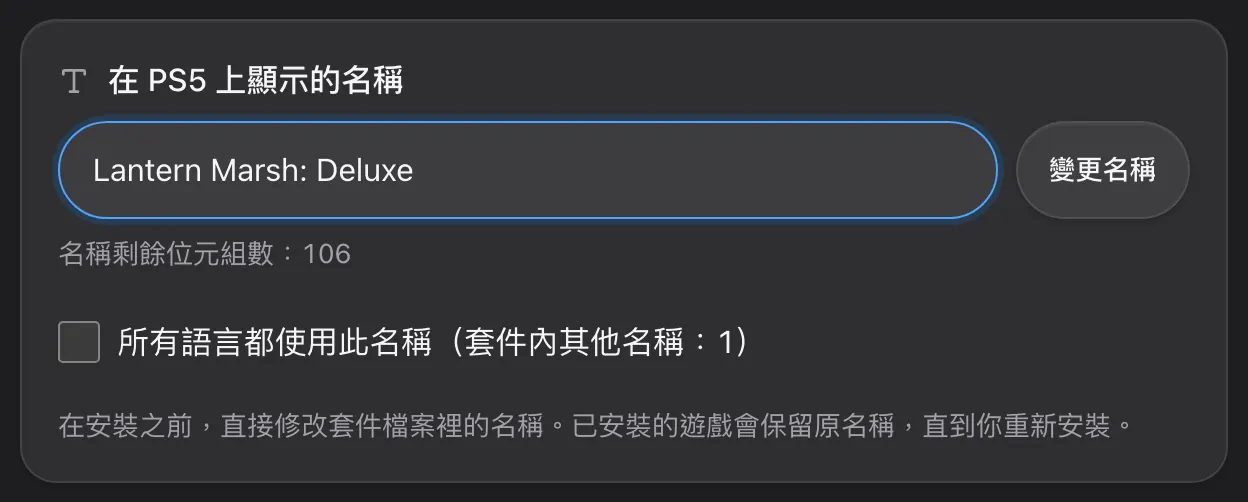 在 PS5 上顯示的名稱
Lantern Marsh: Deluxe
變更名稱
名稱剩餘位元組數：106
所有語言都使用此名稱（套件內其他名稱：1）
在安裝之前，直接修改套件檔案裡的名稱。已安裝的遊戲會保留原名稱，直到你重新安裝。